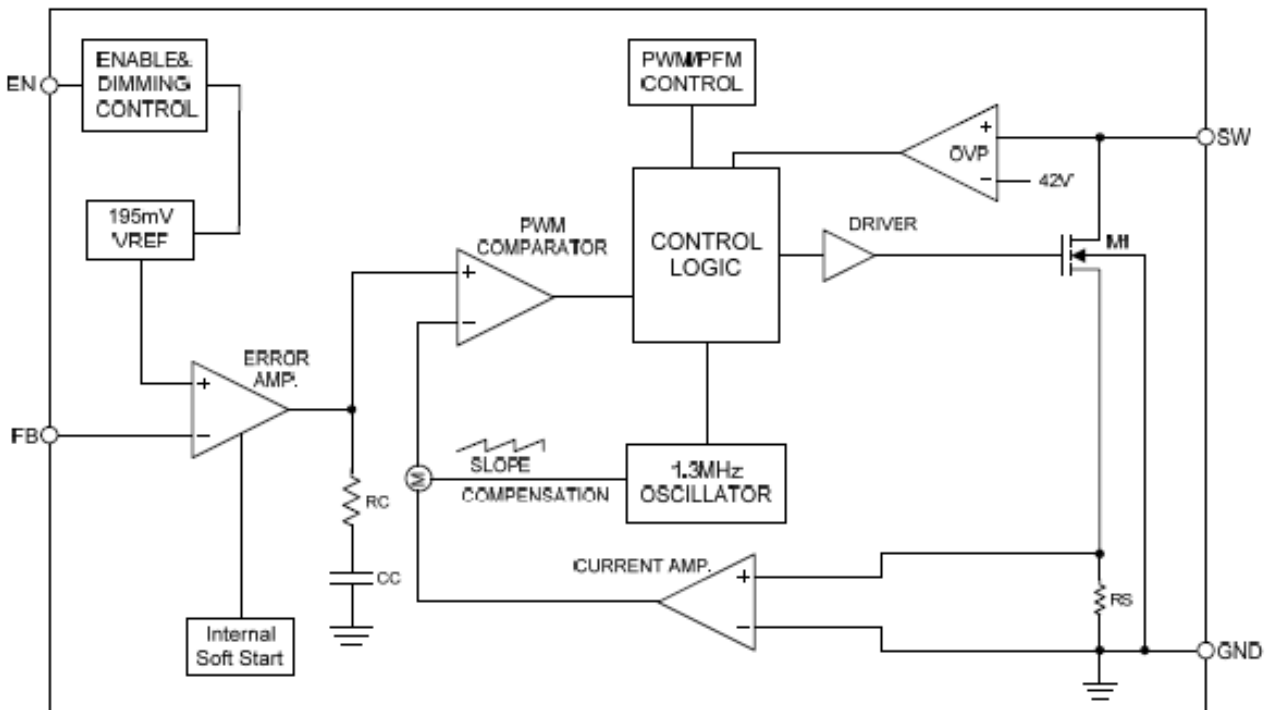 EN
ENABLE&
DIMMING
CONTROL
PWM/PFM
CONTROL
+
OVP
−
42V
SW
195mV
VREF
PWM
COMPARATOR
+
−
CONTROL
LOGIC
DRIVER
M1
ERROR
AMP.
+
−
FB
SLOPE
COMPENSATION
1.3MHz
OSCILLATOR
RC
CC
CURRENT AMP.
+
−
RS
Internal
Soft Start
GND